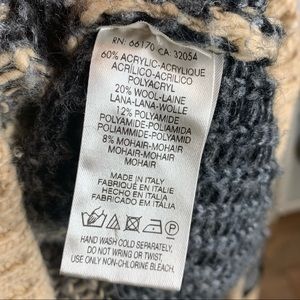 RN: 66170 CA: 32054
60% ACRYLIC-ACRYLIQUE
ACRILICO-ACRILICO
POLYACRYL
20% WOOL-LAINE
LANA-LANA-WOLLE
12% POLYAMIDE
POLYAMIDE-POLIAMIDA
POLIAMMIDE-POLYAMID
8% MOHAIR-MOHAIR
MOHAIR-MOHAIR
MOHAIR
MADE IN ITALY
FABRIQUÉ EN ITALIE
HECHO EN ITALIA
FABRICADO EM ITALIA
HAND WASH COLD SEPARATELY,
DO NOT WRING OR TWIST,
USE ONLY NON-CHLORINE BLEACH.